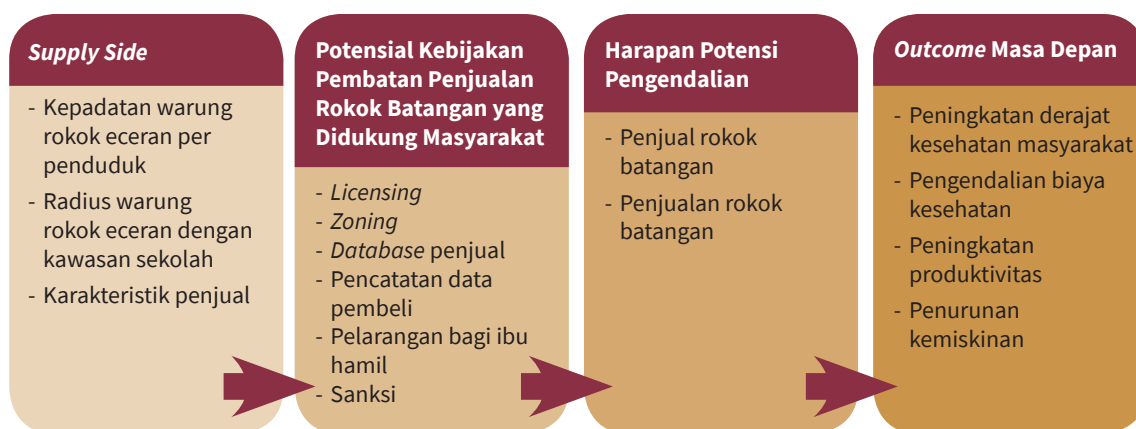 Supply Side
- Kepadatan warung
rokok eceran per
penduduk
- Radius warung
rokok eceran dengan
kawasan sekolah
- Karakteristik penjual
Potensial Kebijakan
Pembatan Penjualan
Rokok Batangan yang
Didukung Masyarakat
- Licensing
- Zoning
- Database penjual
- Pencatatan data
pembeli
- Pelarangan bagi ibu
hamil
- Sanksi
Harapan Potensi
Pengendalian
- Penjual rokok
batangan
- Penjualan rokok
batangan
Outcome Masa Depan
- Peningkatan derajat
kesehatan masyarakat
- Pengendalian biaya
kesehatan
- Peningkatan
produktivitas
- Penurunan
kemiskinan